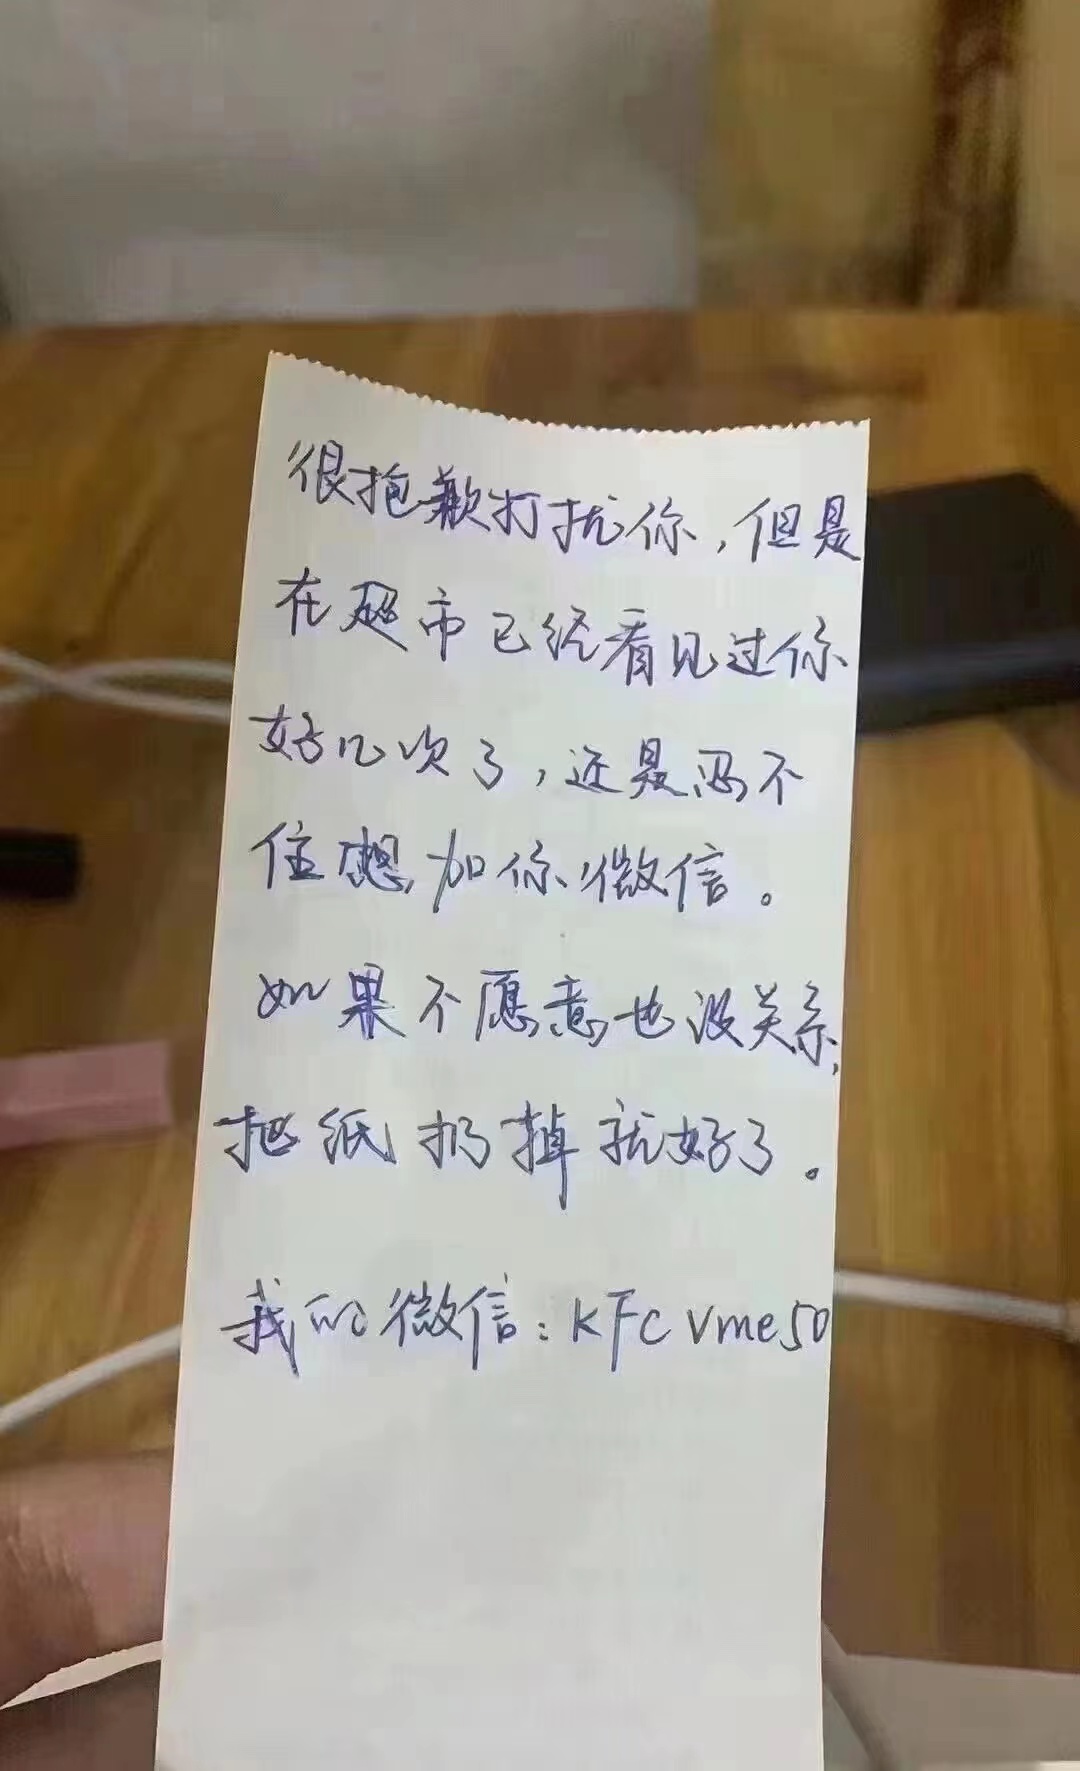 很抱歉打扰你，但是
在超市已经看见过你
好几次了，还是忍不
住想加你微信。
如果不愿意也没关系，
把纸扔掉就好了。
我的微信：KFC vme50